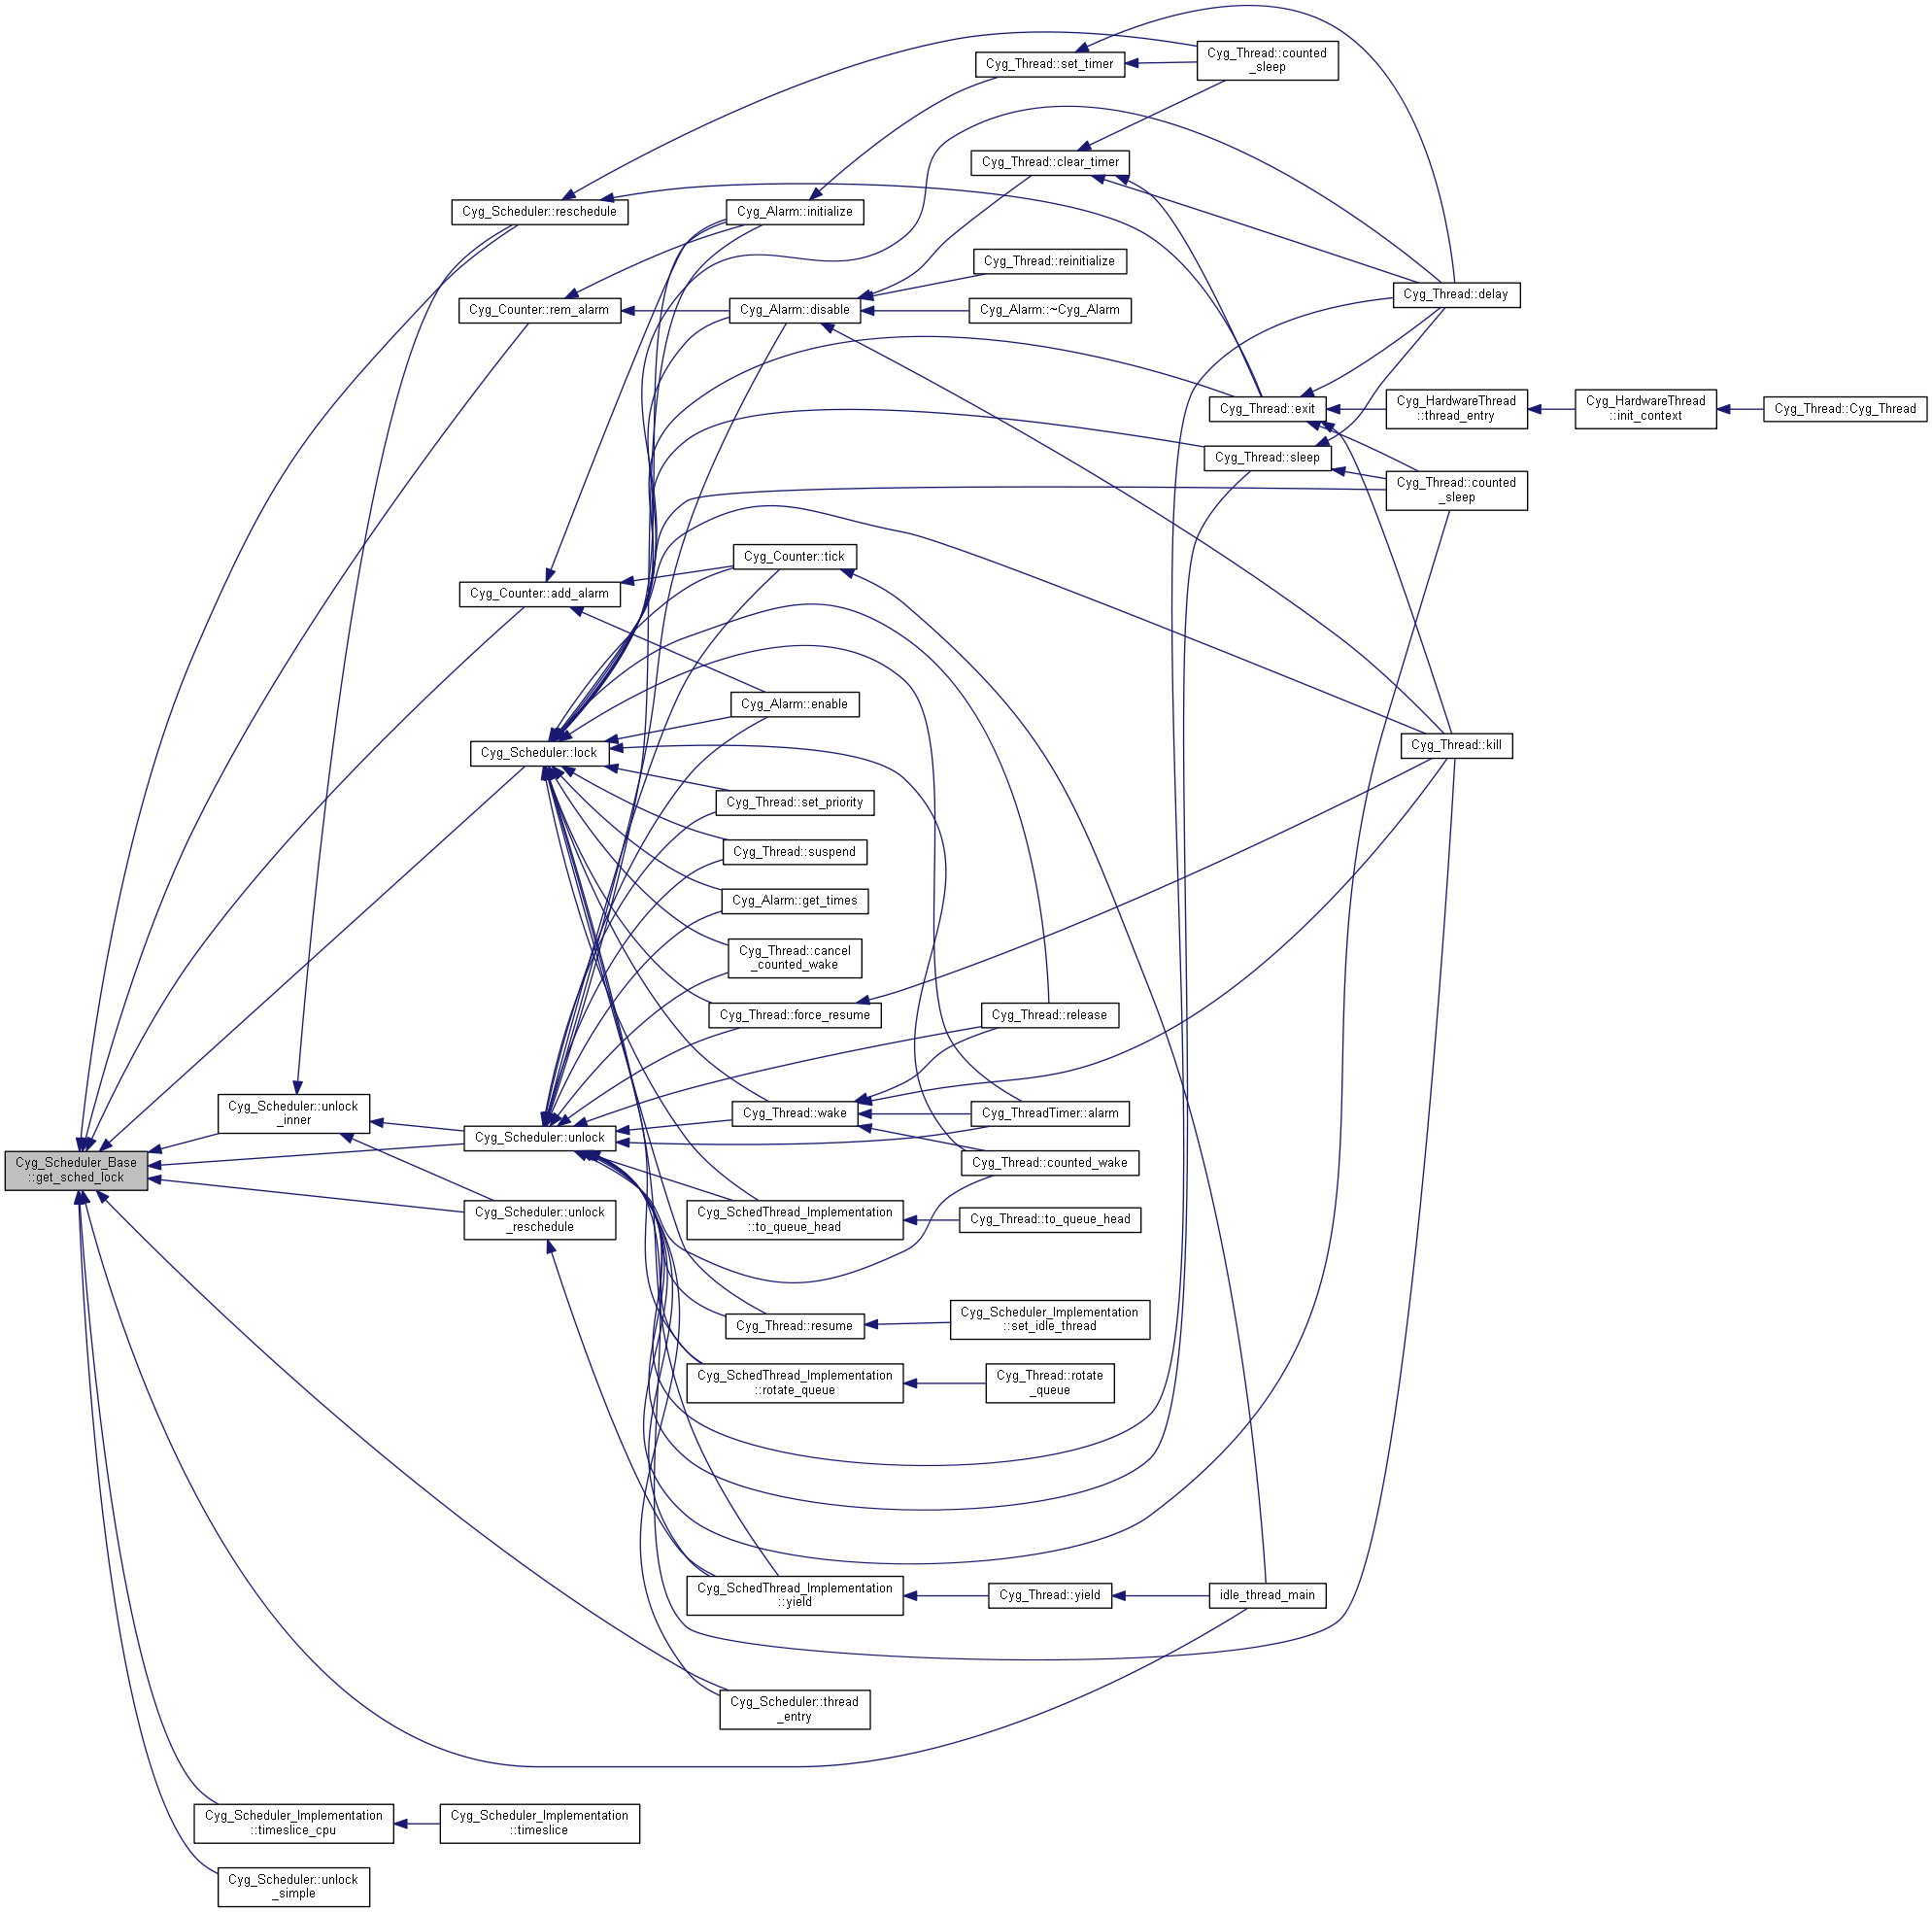 Cyg_Thread::set_timer
Cyg_Thread::counted
_sleep
Cyg_Thread::clear_timer
Cyg_Scheduler::reschedule
Cyg_Alarm::initialize
Cyg_Thread::reinitialize
Cyg_Thread::delay
Cyg_Counter::rem_alarm
Cyg_Alarm::disable
Cyg_Alarm::~Cyg_Alarm
Cyg_Thread::exit
Cyg_HardwareThread
::thread_entry
Cyg_HardwareThread
::init_context
Cyg_Thread::Cyg_Thread
Cyg_Thread::sleep
Cyg_Thread::counted
_sleep
Cyg_Counter::tick
Cyg_Counter::add_alarm
Cyg_Alarm::enable
Cyg_Scheduler::lock
Cyg_Thread::kill
Cyg_Thread::set_priority
Cyg_Thread::suspend
Cyg_Alarm::get_times
Cyg_Thread::cancel
_counted_wake
Cyg_Thread::force_resume
Cyg_Thread::release
Cyg_Scheduler::unlock
_inner
Cyg_Thread::wake
Cyg_ThreadTimer::alarm
Cyg_Scheduler::unlock
Cyg_Scheduler_Base
::get_sched_lock
Cyg_Thread::counted_wake
Cyg_Scheduler::unlock
_reschedule
Cyg_SchedThread_Implementation
::to_queue_head
Cyg_Thread::to_queue_head
Cyg_Thread::resume
Cyg_Scheduler_Implementation
::set_idle_thread
Cyg_SchedThread_Implementation
::rotate_queue
Cyg_Thread::rotate
_queue
Cyg_SchedThread_Implementation
::yield
Cyg_Thread::yield
idle_thread_main
Cyg_Scheduler::thread
_entry
Cyg_Scheduler_Implementation
::timeslice_cpu
Cyg_Scheduler_Implementation
::timeslice
Cyg_Scheduler::unlock
_simple